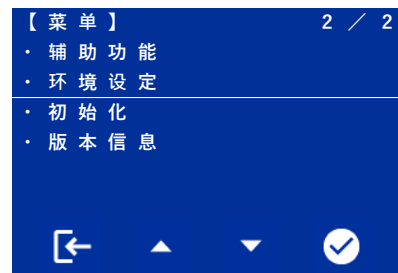 【菜单】 2／2
・辅助功能
・环境设定
・初始化
・版本信息